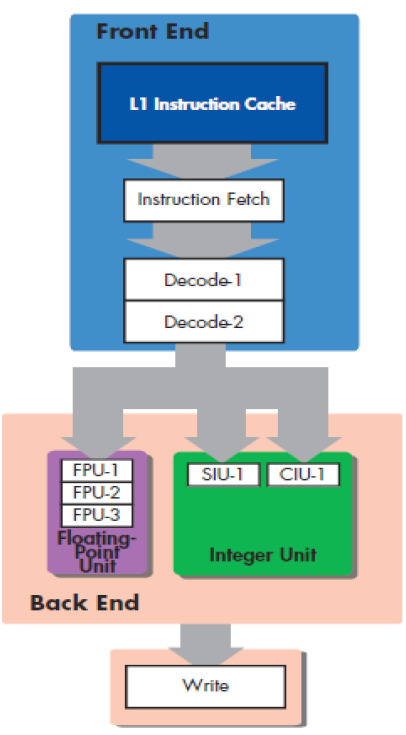 Front End
L1 Instruction Cache
Instruction Fetch
Decode-1
Decode-2
FPU-1
FPU-2
FPU-3
Floating-
Point
Unit
SIU-1
CIU-1
Integer Unit
Back End
Write